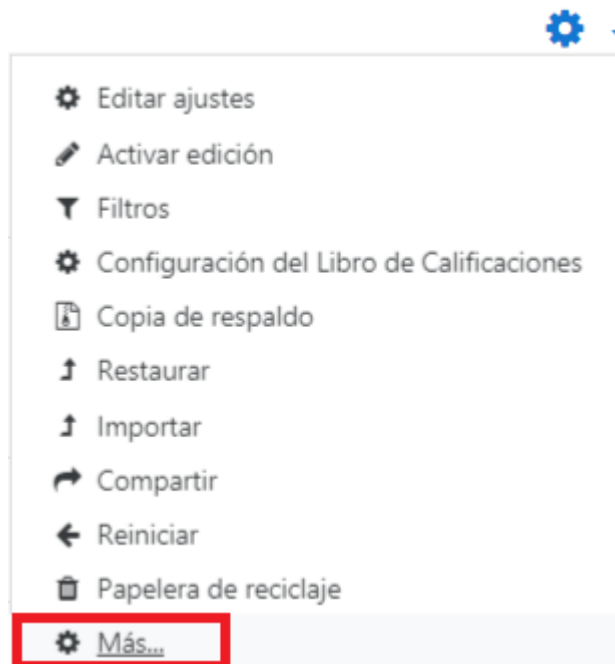 Editar ajustes
Activar edición
Filtros
Configuración del Libro de Calificaciones
Copia de respaldo
Restaurar
Importar
Compartir
Reiniciar
Papelera de reciclaje
Más...